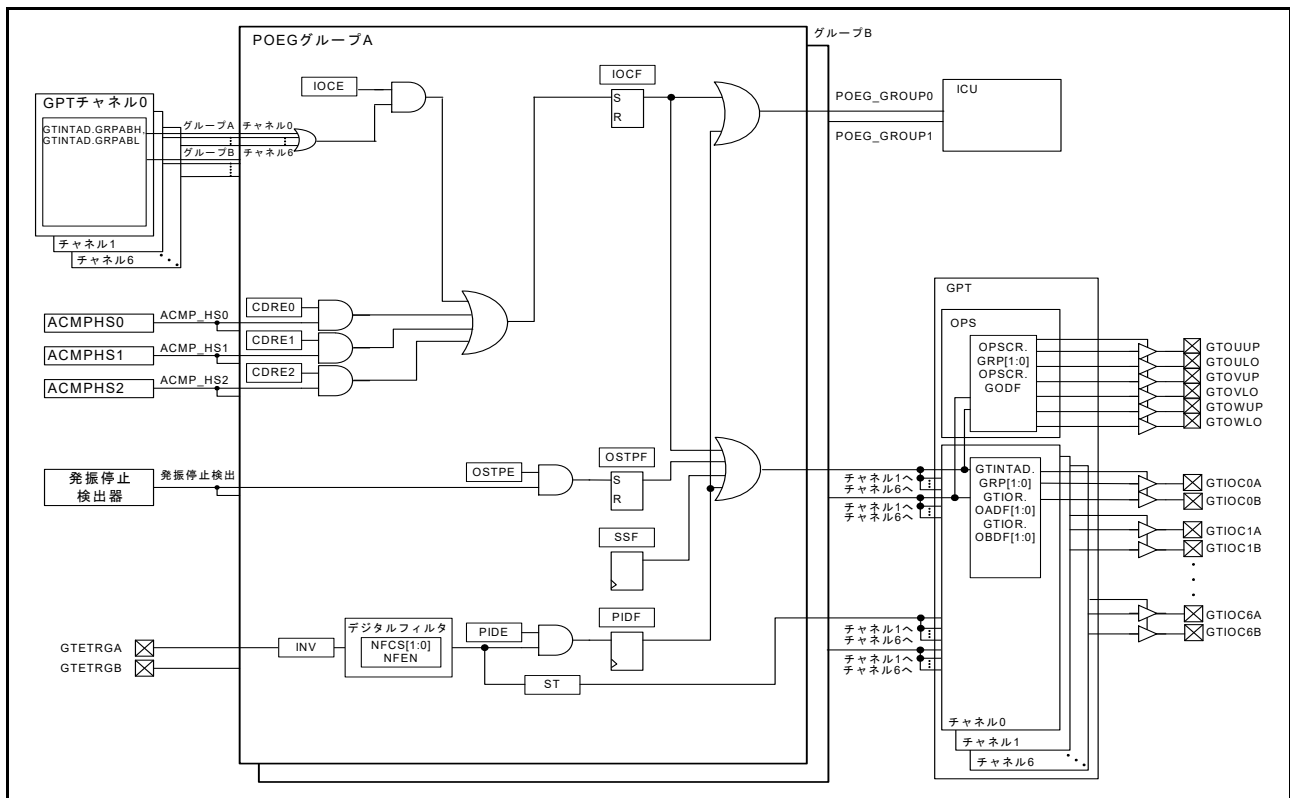 POEGグループA
グループB
GPTチャネル0
GTINTAD.GRPABH,
GTINTAD.GRPABL
チャネル1
チャネル6
グループA チャネル0
グループB チャネル6
IOCE
IOCF
S
R
POEG_GROUP0
POEG_GROUP1
ICU
ACMPHS0
ACMP_HS0
CDRE0
ACMPHS1
ACMP_HS1
CDRE1
ACMPHS2
ACMP_HS2
CDRE2
発振停止
検出器
発振停止検出
OSTPE
OSTPF
S
R
SSF
GTETRGA
GTETRGB
INV
デジタルフィルタ
NFCS[1:0]
NFEN
PIDE
PIDF
ST
チャネル1へ
チャネル6へ
チャネル1へ
チャネル6へ
チャネル1へ
チャネル6へ
チャネル1へ
チャネル6へ
GPT
OPS
OPSCR.
GRP[1:0]
OPSCR.
GODF
GTINTAD.
GRP[1:0]
GTIOR.
OADF[1:0]
GTIOR.
OBDF[1:0]
チャネル0
チャネル1
チャネル6
GTOUUP
GTOULO
GTOVUP
GTOVLO
GTOWUP
GTOWLO
GTIOC0A
GTIOC0B
GTIOC1A
GTIOC1B
GTIOC6A
GTIOC6B